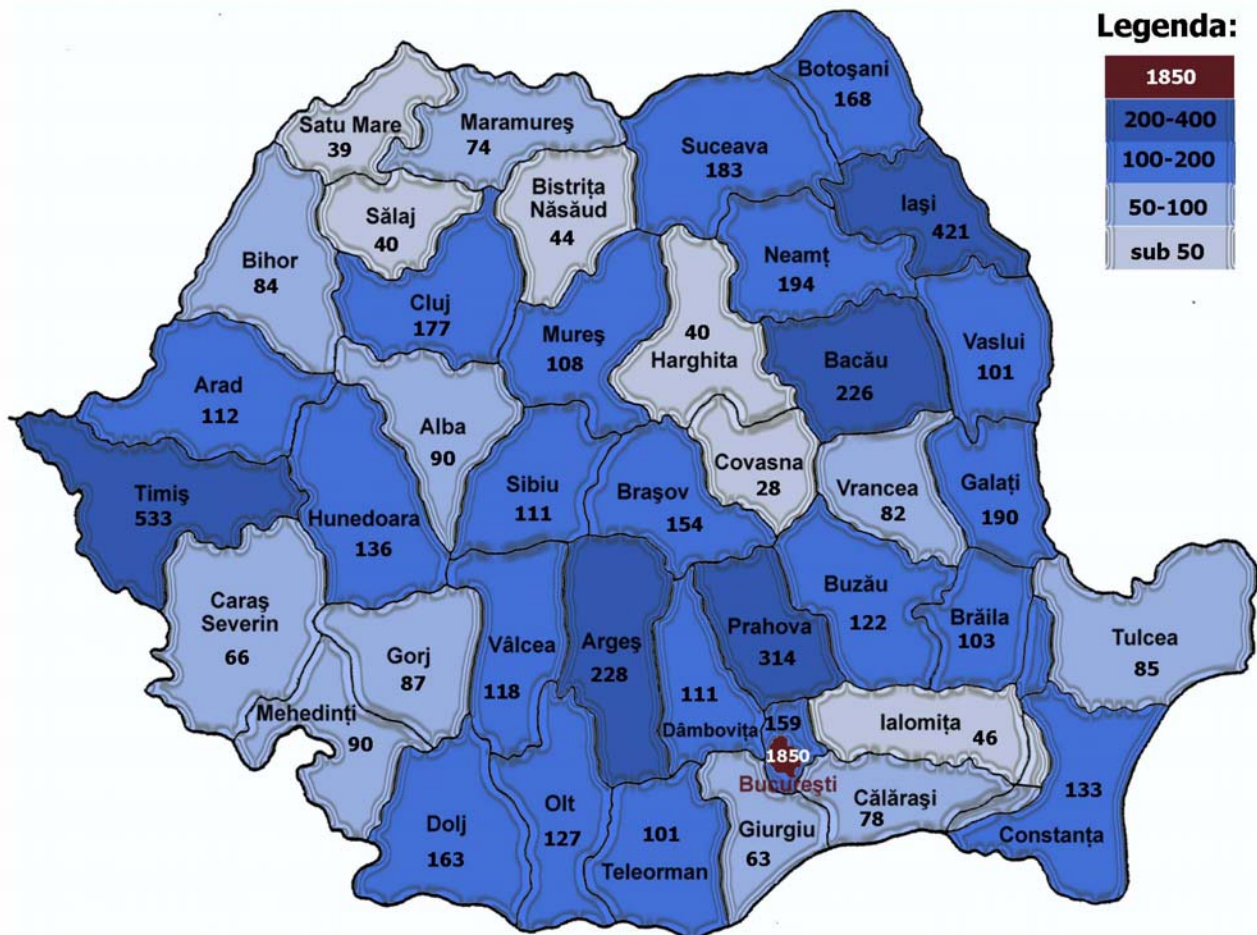 Legenda:
1850
200-400
100-200
50-100
sub 50
Botoşani
168
Satu Mare
39
Maramureş
74
Suceava
183
Bistriţa
Năsăud
44
Iaşi
421
Sălaj
40
Bihor
84
Neamţ
194
Cluj
177
Mureş
108
40
Harghita
Bacău
226
Vaslui
101
Arad
112
Alba
90
Covasna
28
Timiş
533
Hunedoara
136
Sibiu
111
Braşov
154
Vrancea
82
Galaţi
190
Caraş
Severin
66
Gorj
87
Vâlcea
118
Argeş
228
111
Dâmboviţa
Prahova
314
Buzău
122
Brăila
103
Tulcea
85
Mehedinţi
90
159
1850
Bucureşti
Ialomiţa
46
Dolj
163
Olt
127
101
Teleorman
Giurgiu
63
Călăraşi
78
133
Constanţa